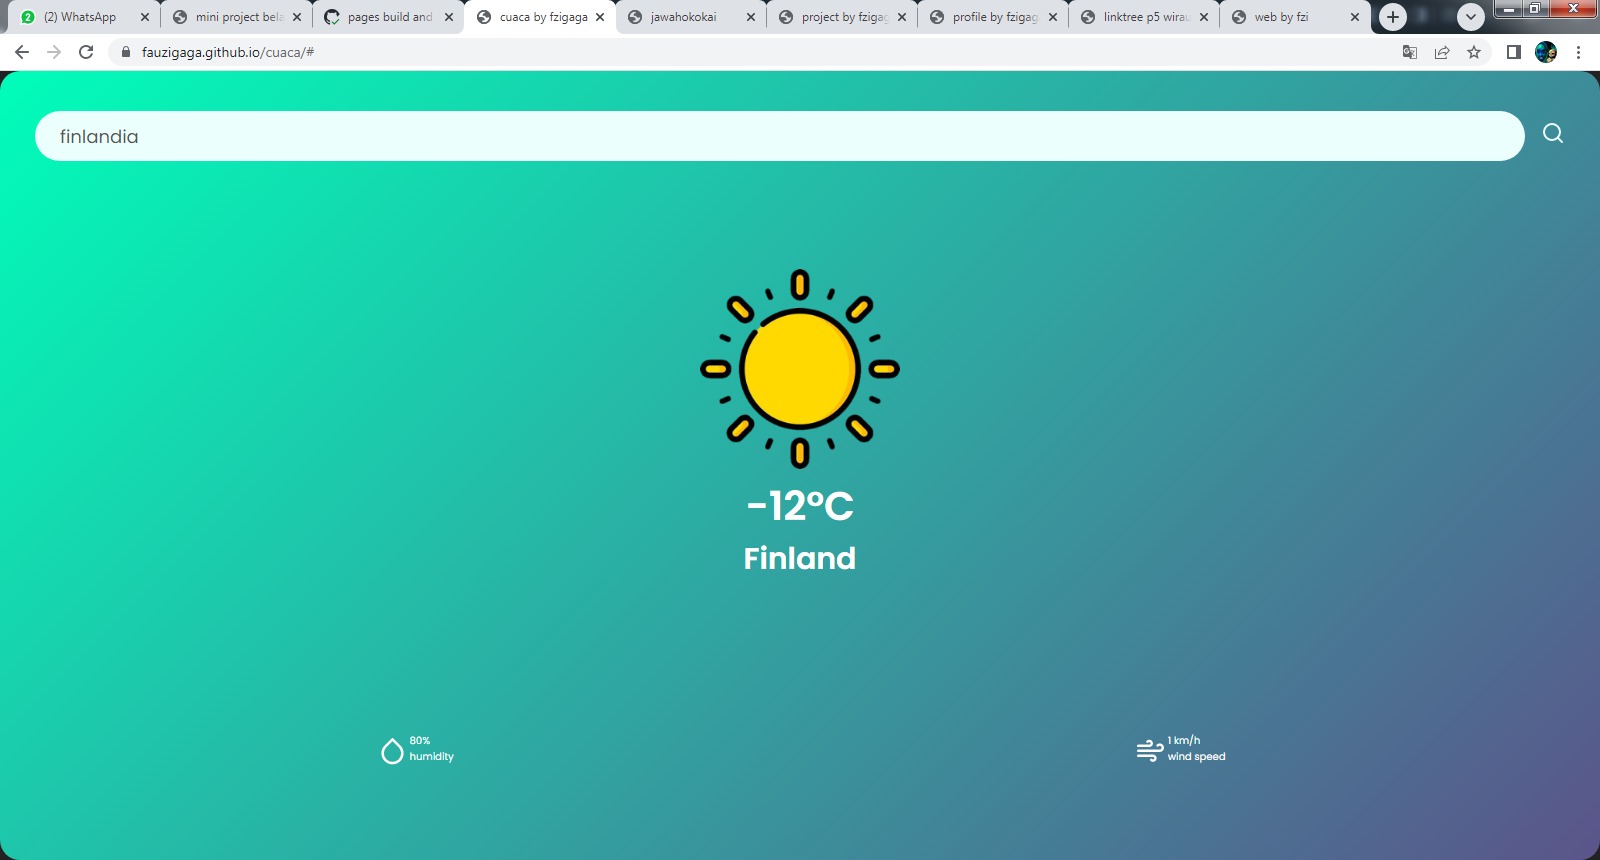 (2) WhatsApp
mini project bela
pages build and
cuaca by fzigaga
jawahokokai
project by fzigag
profile by fzigag
linktree p5 wirau
web by fzi
fauzigaga.github.io/cuaca/#
finlandia
-12°C
Finland
80%
humidity
1 km/h
wind speed